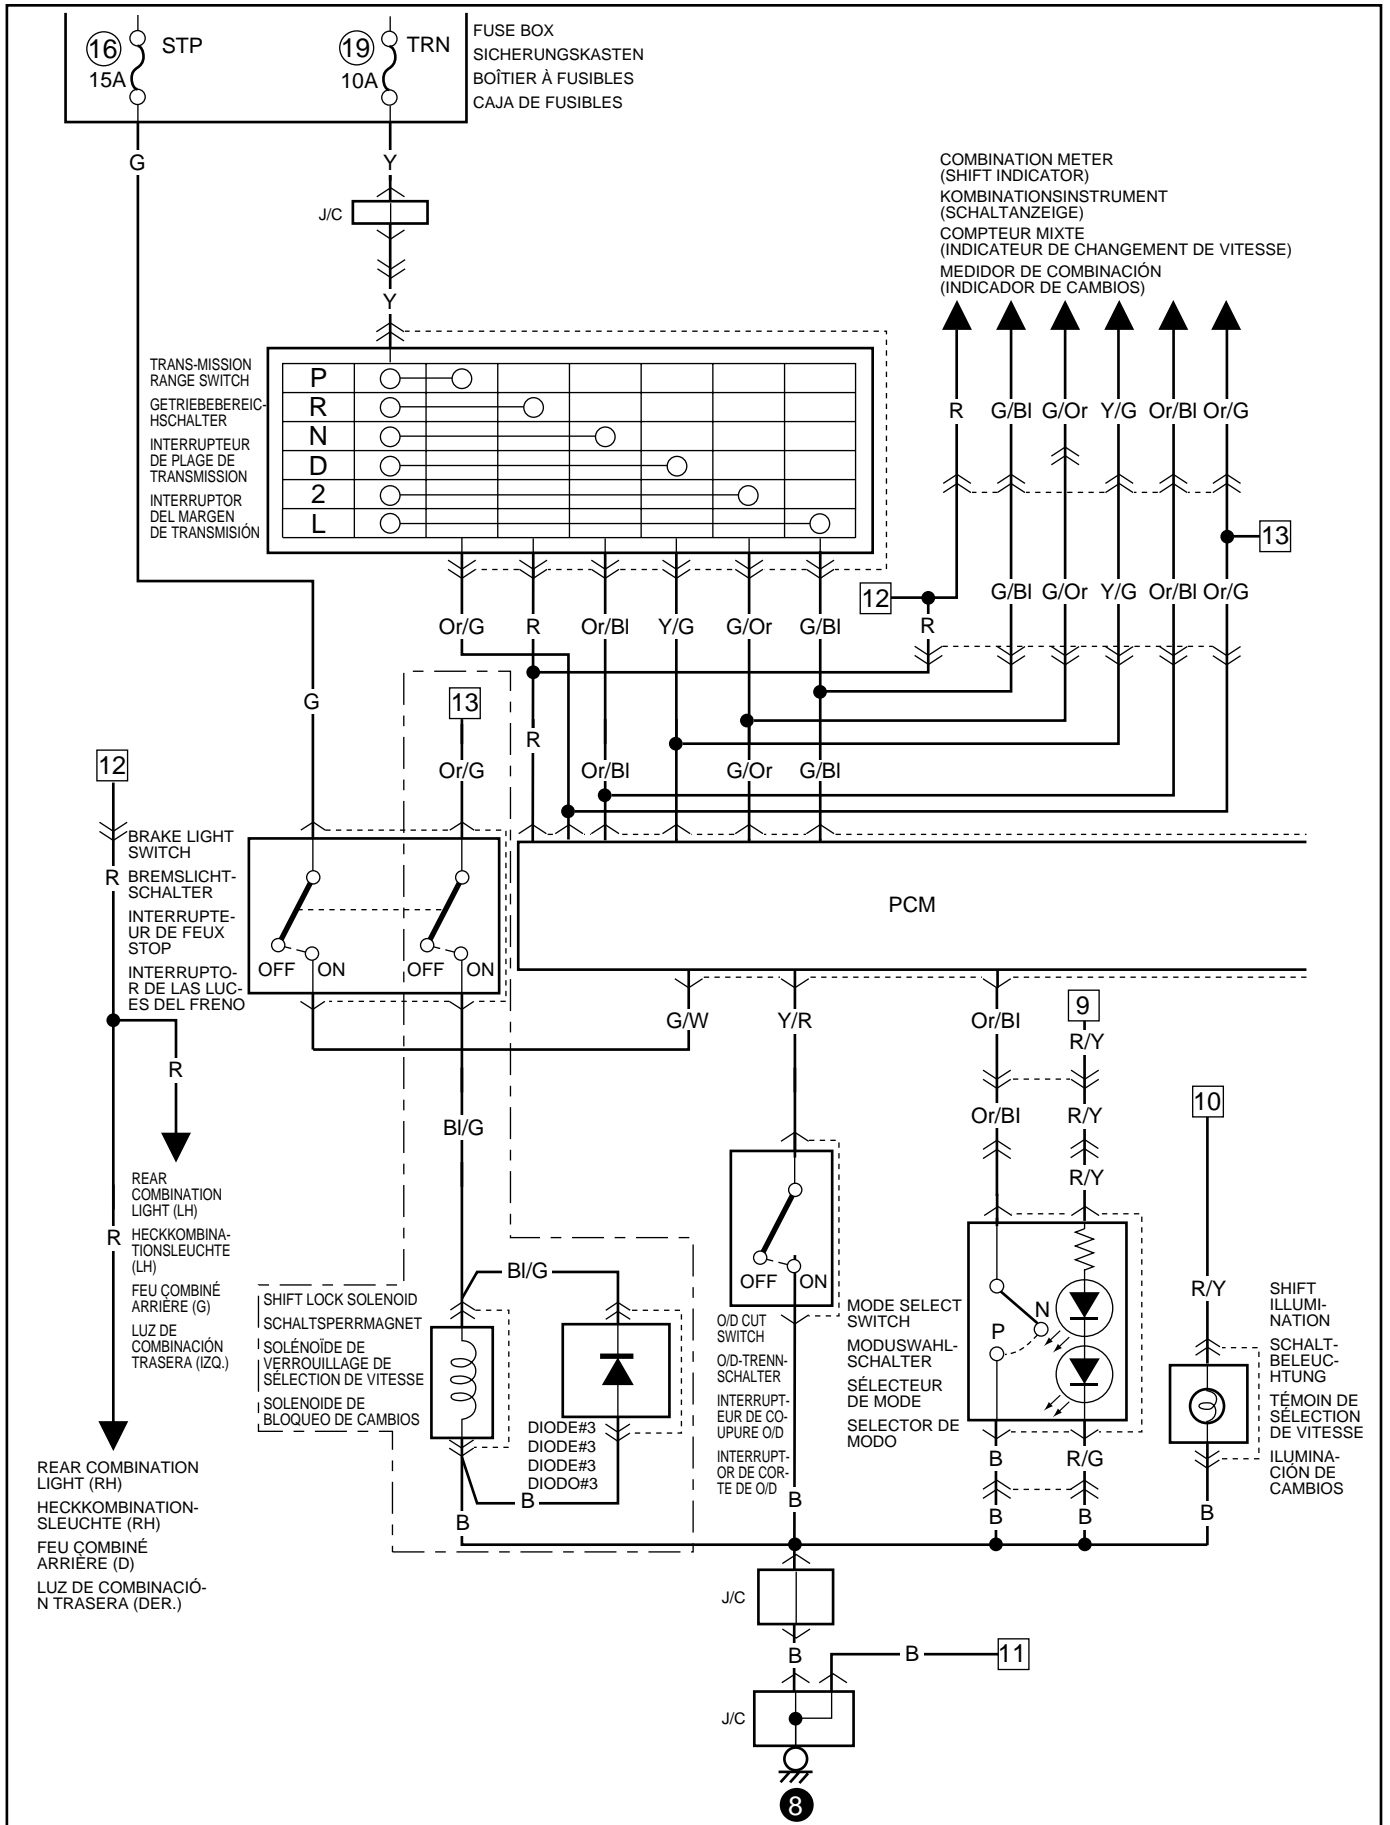 16
STP
15A
19
TRN
10A
FUSE BOX
SICHERUNGSKASTEN
BOÎTIER À FUSIBLES
CAJA DE FUSIBLES
G
Y
J/C
Y
COMBINATION METER
(SHIFT INDICATOR)
KOMBINATIONSINSTRUMENT
(SCHALTANZEIGE)
COMPTEUR MIXTE
(INDICATEUR DE CHANGEMENT DE VITESSE)
MEDIDOR DE COMBINACIÓN
(INDICADOR DE CAMBIOS)
TRANS-MISSION
RANGE SWITCH
GETRIEBEBEREIC-
HSCHALTER
INTERRUPTEUR
DE PLAGE DE
TRANSMISSION
INTERRUPTOR
DEL MARGEN
DE TRANSMISIÓN
P
R
N
D
2
L
R G/Bl G/Or Y/G Or/Bl Or/G
13
12
R
G/Bl G/Or Y/G Or/Bl Or/G
Or/G R Or/Bl Y/G G/Or G/Bl
G
13
R
Or/G
Or/Bl G/Or G/Bl
12
R
BRAKE LIGHT
SWITCH
BREMSLICHT-
SCHALTER
INTERRUPTE-
UR DE FEUX
STOP
INTERRUPTO-
R DE LAS LUC-
ES DEL FRENO
OFF ON
OFF ON
PCM
G/W
Y/R
Or/Bl
9
R/Y
R
Or/Bl
R/Y
10
Bl/G
R/Y
REAR
COMBINATION
LIGHT (LH)
HECKKOMBINA-
TIONSLEUCHTE
(LH)
FEU COMBINÉ
ARRIÈRE (G)
LUZ DE
COMBINACIÓN
TRASERA (IZQ.)
R
Bl/G
SHIFT LOCK SOLENOID
SCHALTSPERRMAGNET
SOLÉNOÏDE DE
VERROUILLAGE DE
SÉLECTION DE VITESSE
SOLENOIDE DE
BLOQUEO DE CAMBIOS
DIODE#3
DIODE#3
DIODE#3
DIODO#3
B
B
OFF ON
O/D CUT
SWITCH
O/D-TRENN-
SCHALTER
INTERRUPT-
EUR DE CO-
UPURE O/D
INTERRUPT-
OR DE COR-
TE DE O/D
B
MODE SELECT
SWITCH
MODUSWAHL-
SCHALTER
SÉLECTEUR
DE MODE
SELECTOR DE
MODO
P
N
B
R/G
B
B
R/Y
SHIFT
ILLUMI-
NATION
SCHALT-
BELEUC-
HTUNG
TÉMOIN DE
SÉLECTION
DE VITESSE
ILUMINA-
CIÓN DE
CAMBIOS
B
REAR COMBINATION
LIGHT (RH)
HECKKOMBINATION-
SLEUCHTE (RH)
FEU COMBINÉ
ARRIÈRE (D)
LUZ DE COMBINACIÓ-
N TRASERA (DER.)
J/C
B
B
11
J/C
8